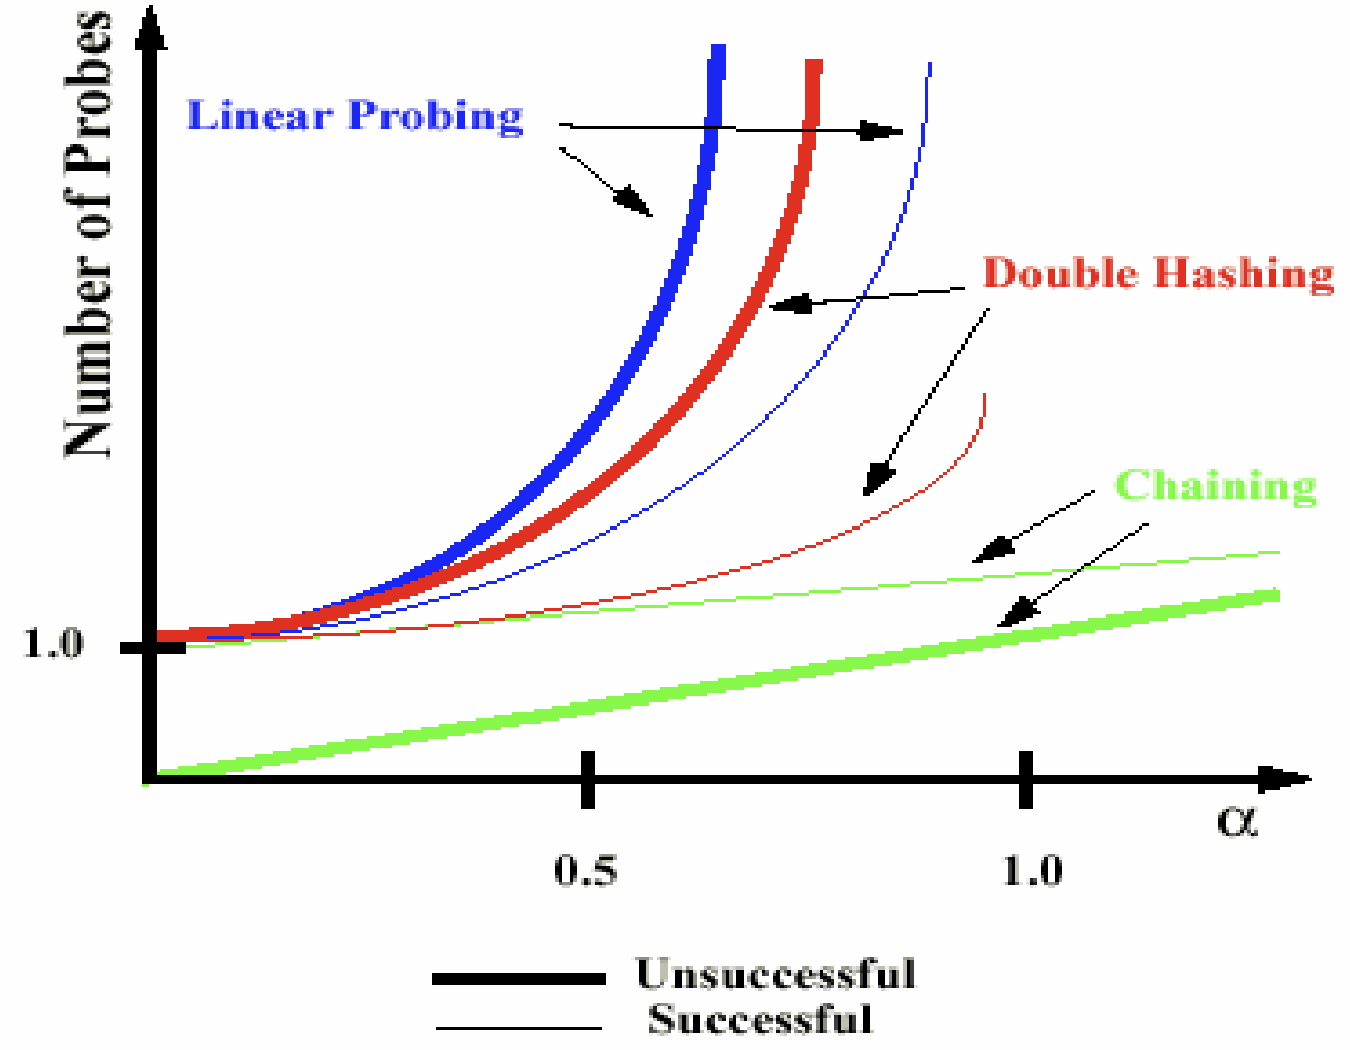 Number of Probes
Linear Probing
Double Hashing
Chaining
1.0
α
0.5
1.0
Unsuccessful
Successful